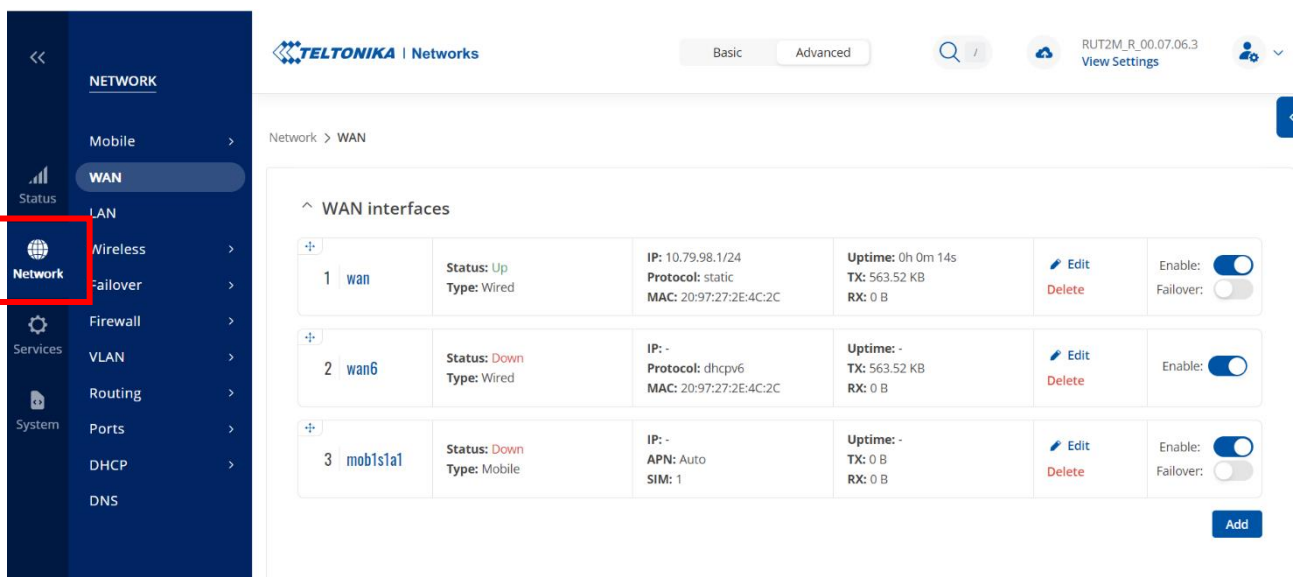 TELTONIKA | Networks
Basic
Advanced
/
RUT2M_R_00.07.06.3
View Settings
NETWORK
Mobile
WAN
LAN
Wireless
Failover
Firewall
VLAN
Routing
Ports
DHCP
DNS
Status
Network
Services
System
Network > WAN
WAN interfaces
1 wan
Status: Up
Type: Wired
IP: 10.79.98.1/24
Protocol: static
MAC: 20:97:27:2E:4C:2C
Uptime: 0h 0m 14s
TX: 563.52 KB
RX: 0 B
Edit
Delete
Enable:
Failover:
2 wan6
Status: Down
Type: Wired
IP: -
Protocol: dhcpv6
MAC: 20:97:27:2E:4C:2C
Uptime: -
TX: 563.52 KB
RX: 0 B
Edit
Delete
Enable:
3 mob1s1a1
Status: Down
Type: Mobile
IP: -
APN: Auto
SIM: 1
Uptime: -
TX: 0 B
RX: 0 B
Edit
Delete
Enable:
Failover:
Add